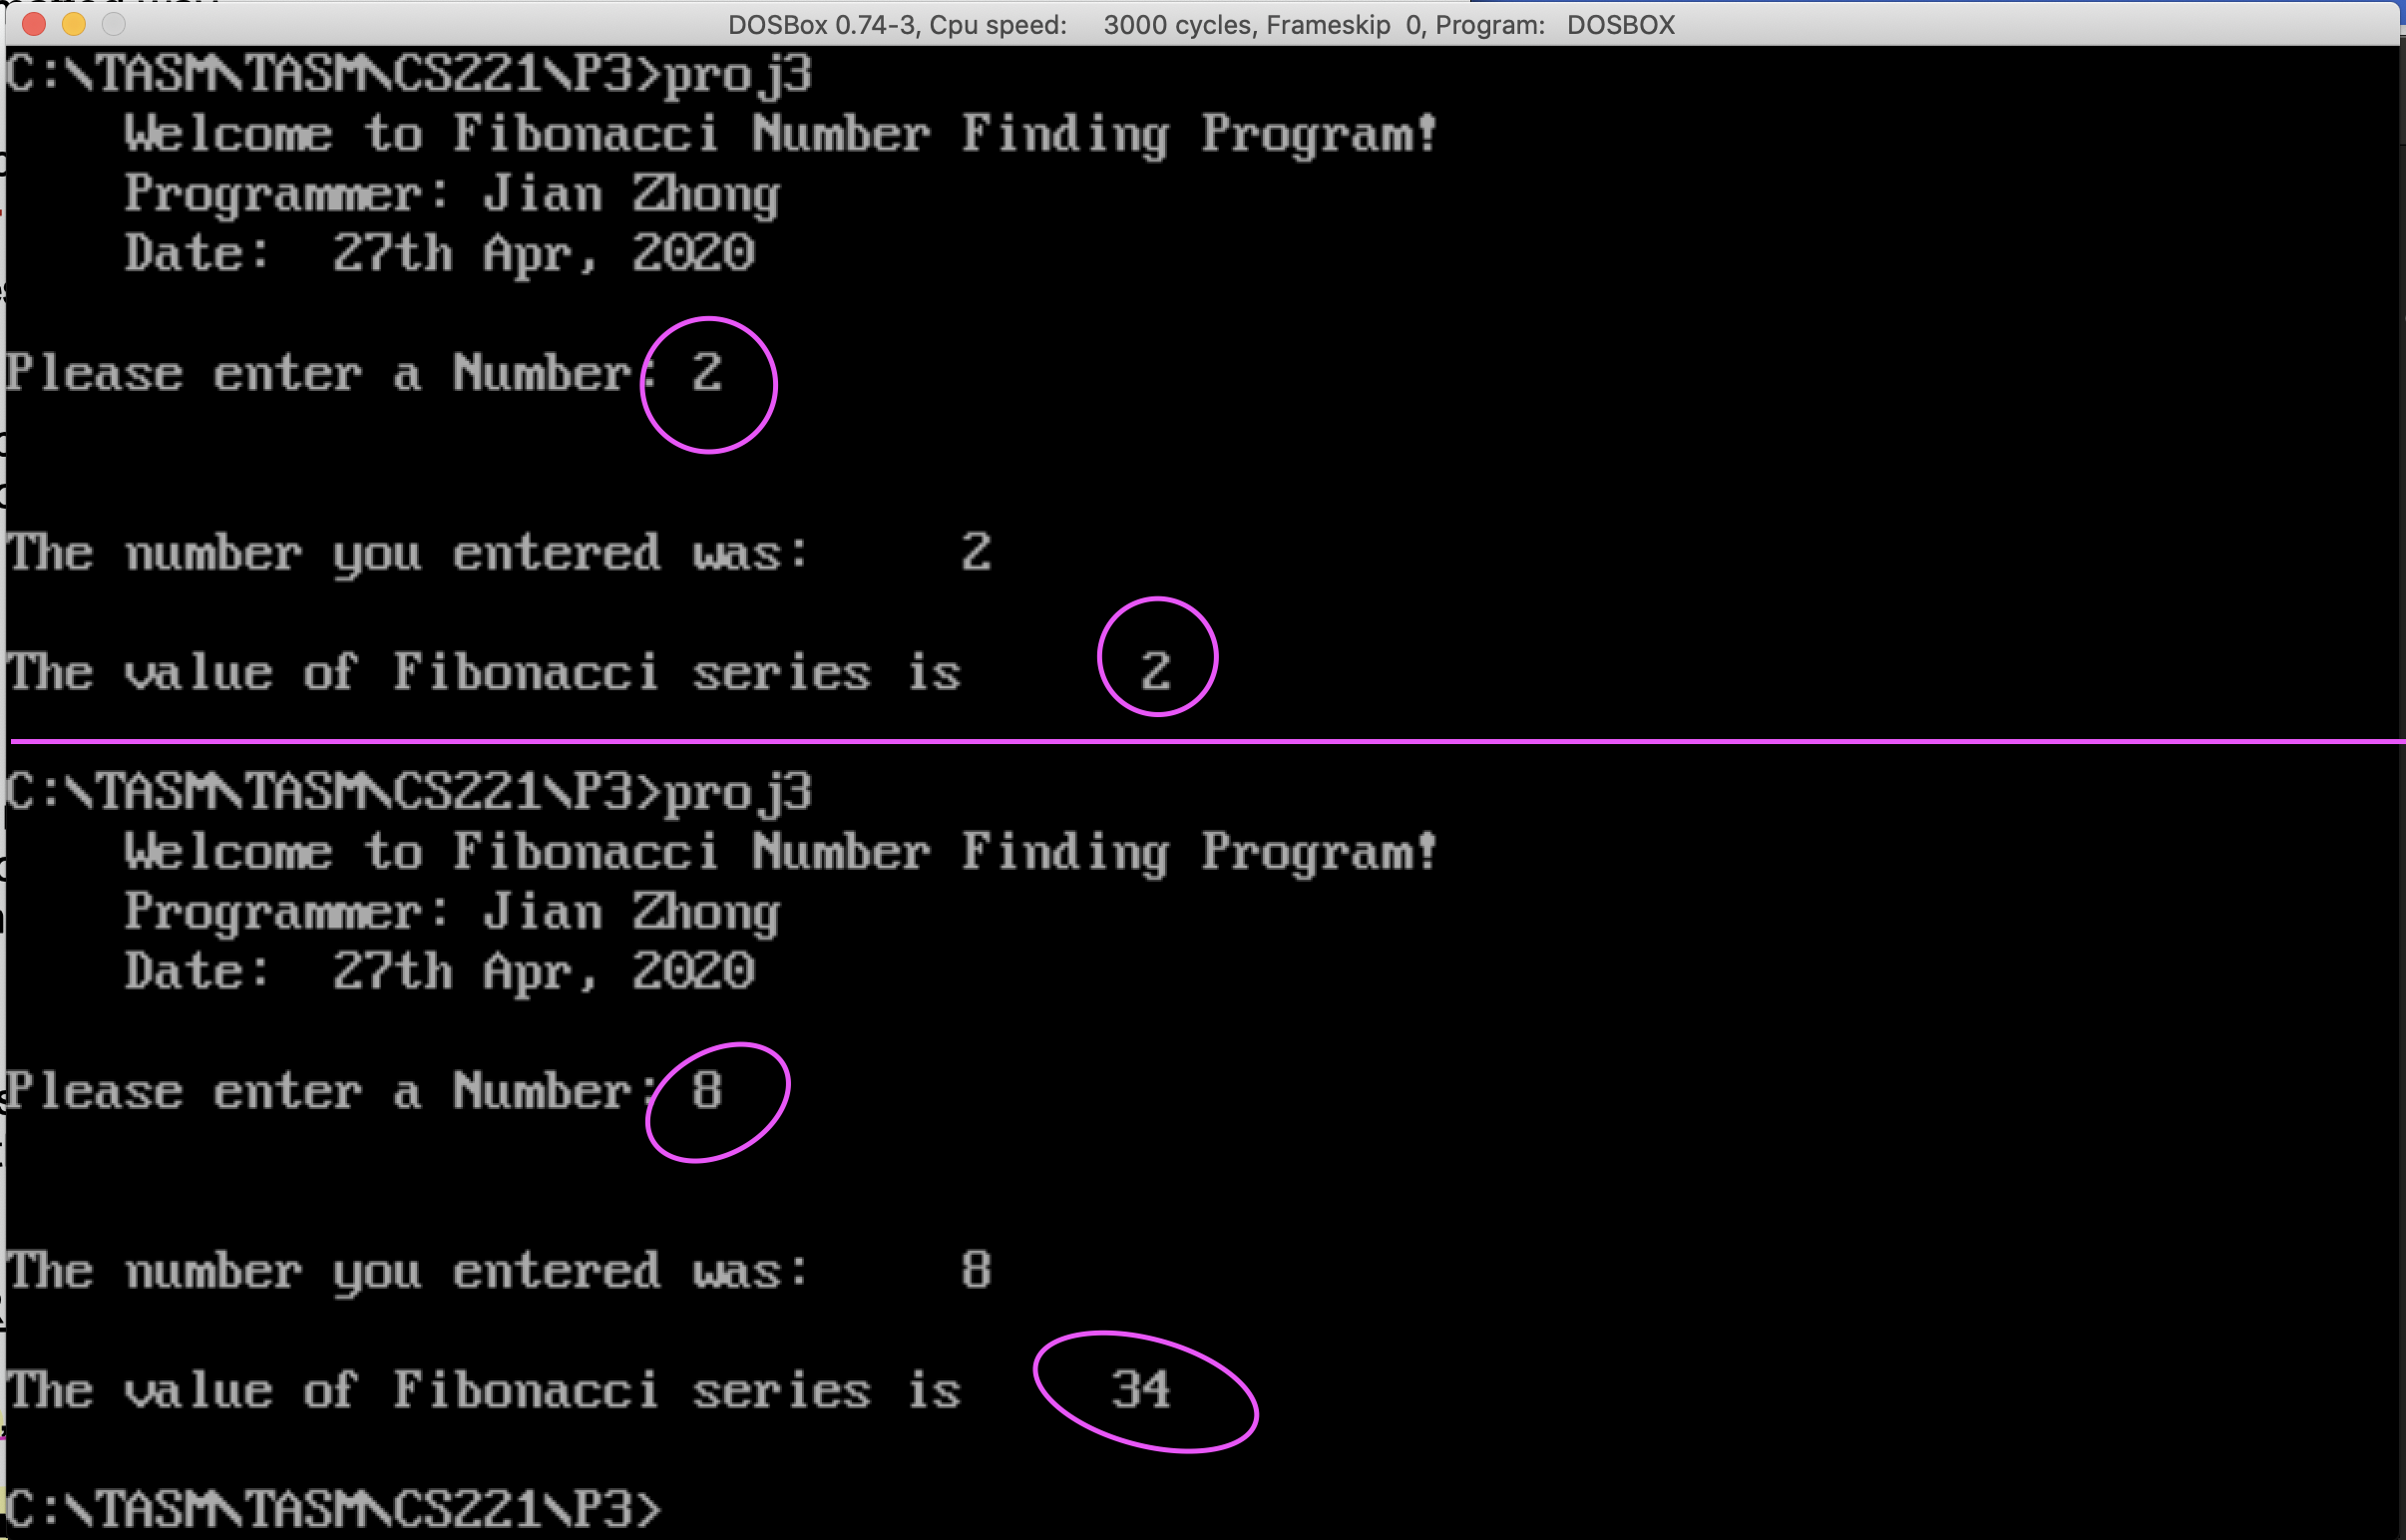 DOSBox 0.74-3, Cpu speed:    3000 cycles, Frameskip  0, Program:   DOSBOX
C:\TASM\TASM\CS221\P3>proj3
    Welcome to Fibonacci Number Finding Program!
    Programmer: Jian Zhong
    Date:  27th Apr, 2020
Please enter a Number: 2
The number you entered was:     2
The value of Fibonacci series is      2
C:\TASM\TASM\CS221\P3>proj3
    Welcome to Fibonacci Number Finding Program!
    Programmer: Jian Zhong
    Date:  27th Apr, 2020
Please enter a Number: 8
The number you entered was:     8
The value of Fibonacci series is     34
C:\TASM\TASM\CS221\P3>